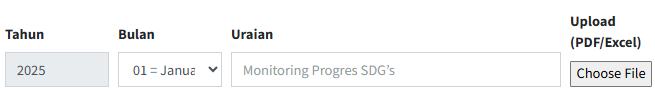 Tahun
Bulan
Uraian
Upload
(PDF/Excel)
2025
01 = Janua
Monitoring Progres SDG's
Choose File